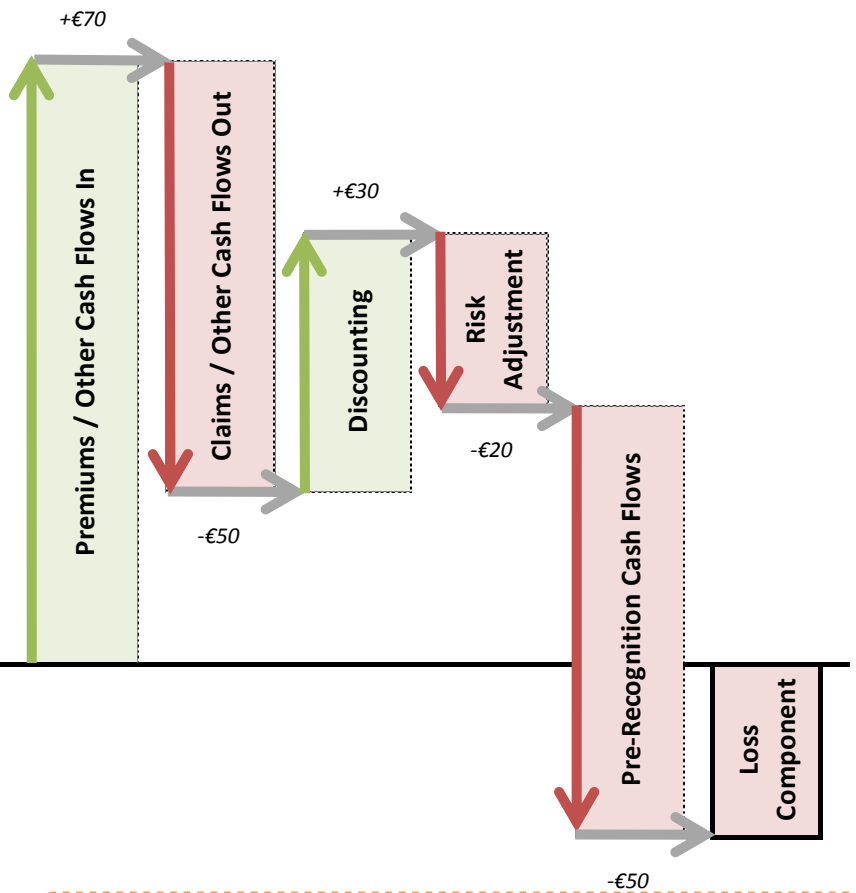 +€70
Premiums / Other Cash Flows In
Claims / Other Cash Flows Out
-€50
+€30
Discounting
Risk
Adjustment
-€20
Pre-Recognition Cash Flows
-€50
Loss
Component